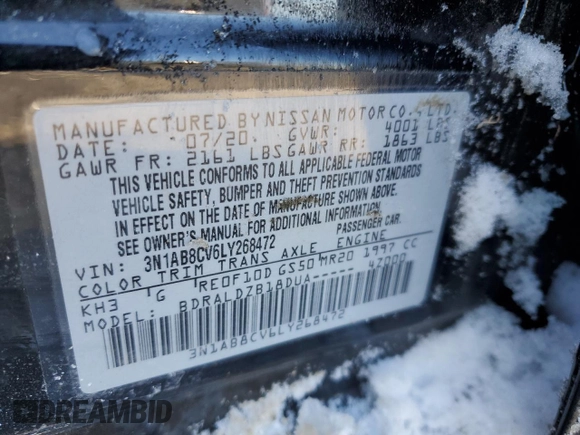 MANUFACTURED BY NISSAN MOTOR CO., LTD.
DATE: 07/20 GVWR: 4001 LBS
GAWR FR: 2161 LBS GAWR RR: 1863 LBS
THIS VEHICLE CONFORMS TO ALL APPLICABLE FEDERAL MOTOR
VEHICLE SAFETY, BUMPER AND THEFT PREVENTION STANDARDS
IN EFFECT ON THE DATE OF MANUFACTURE SHOWN ABOVE.
SEE OWNER'S MANUAL FOR ADDITIONAL INFORMATION.
VIN: 3N1AB8CV6LY268472 PASSENGER CAR
COLOR TRIM TRANS AXLE ENGINE
KH3 G RE0F10D GS50 MR20 1997 CC
MODEL: BDRALDZB18DUA----- 47000
3N1AB8CV6LY268472
DREAMBID